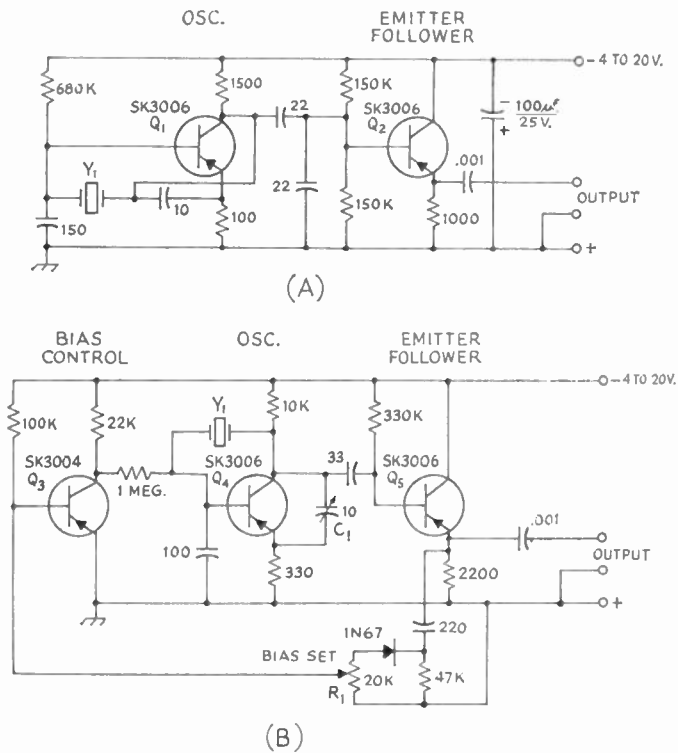 OSC.
EMITTER
FOLLOWER
-4 TO 20V.
680K
1500
150K
SK3006
Q1
22
SK3006
Q2
- 100µf
25V.
+
.001
Y1
10
22
OUTPUT
150
100
150K
1000
+
(A)
BIAS
CONTROL
OSC.
EMITTER
FOLLOWER
-4 TO 20V.
100K
22K
Y1
10K
330K
SK3004
Q3
1 MEG.
SK3006
Q4
33
SK3006
Q5
10
C1
.001
100
330
2200
OUTPUT
+
1N67
220
BIAS SET
R1
20K
47K
(B)